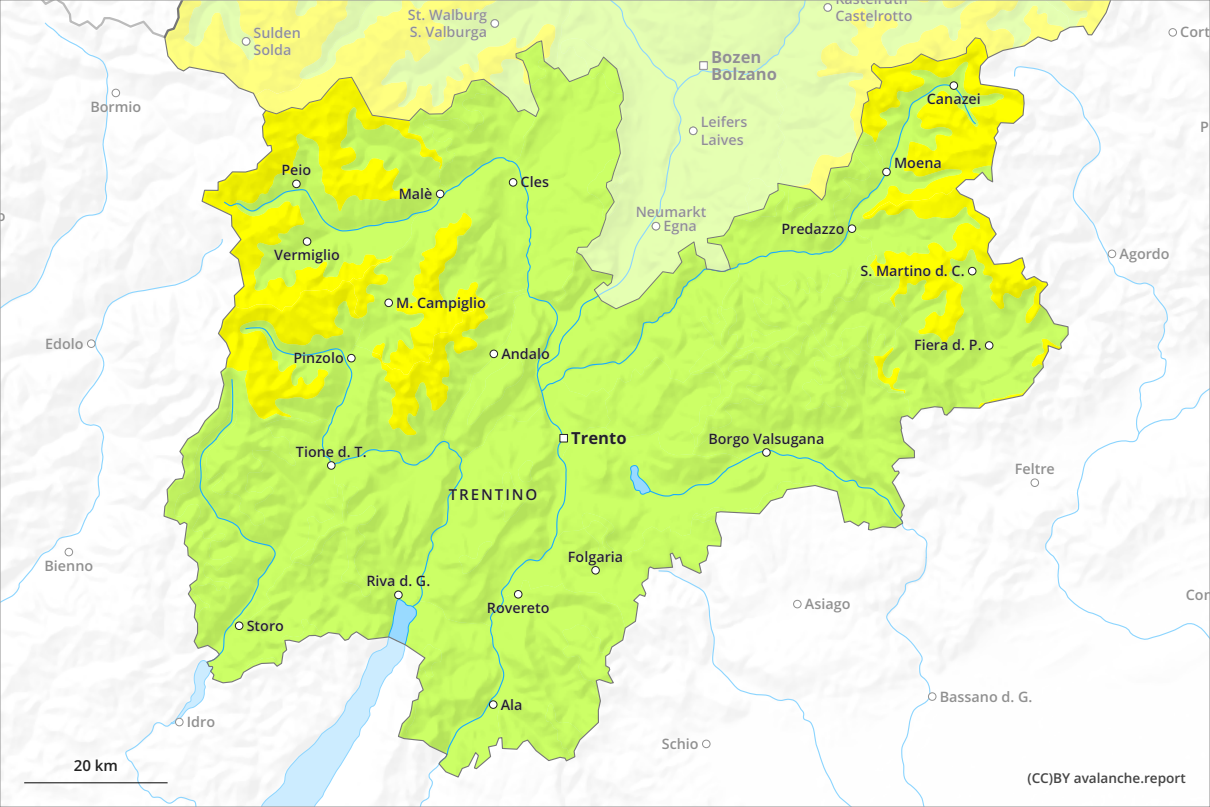 Kastelruth
Castelrotto
St. Walburg
S. Valburga
Sulden
Solda
Cort
Bozen
Bolzano
Bormio
Canazei
Leifers
Laives
P
Moena
Peio
Malè
Cles
Neumarkt
Egna
Predazzo
Vermiglio
Agordo
S. Martino d. C.
M. Campiglio
Edolo
Pinzolo
Andalo
Fiera d. P.
Trento
Borgo Valsugana
Tione d. T.
Feltre
TRENTINO
Bienno
Folgaria
Riva d. G.
Rovereto
Asiago
Cor
Storo
Ala
Bassano d. G.
Idro
Schio
20 km
(CC)BY avalanche.report